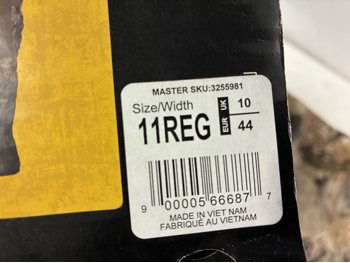 MASTER SKU:3255981
Size/Width
11REG
UK 10
EUR 44
9 00005 66687 7
MADE IN VIET NAM
FABRIQUÉ AU VIETNAM